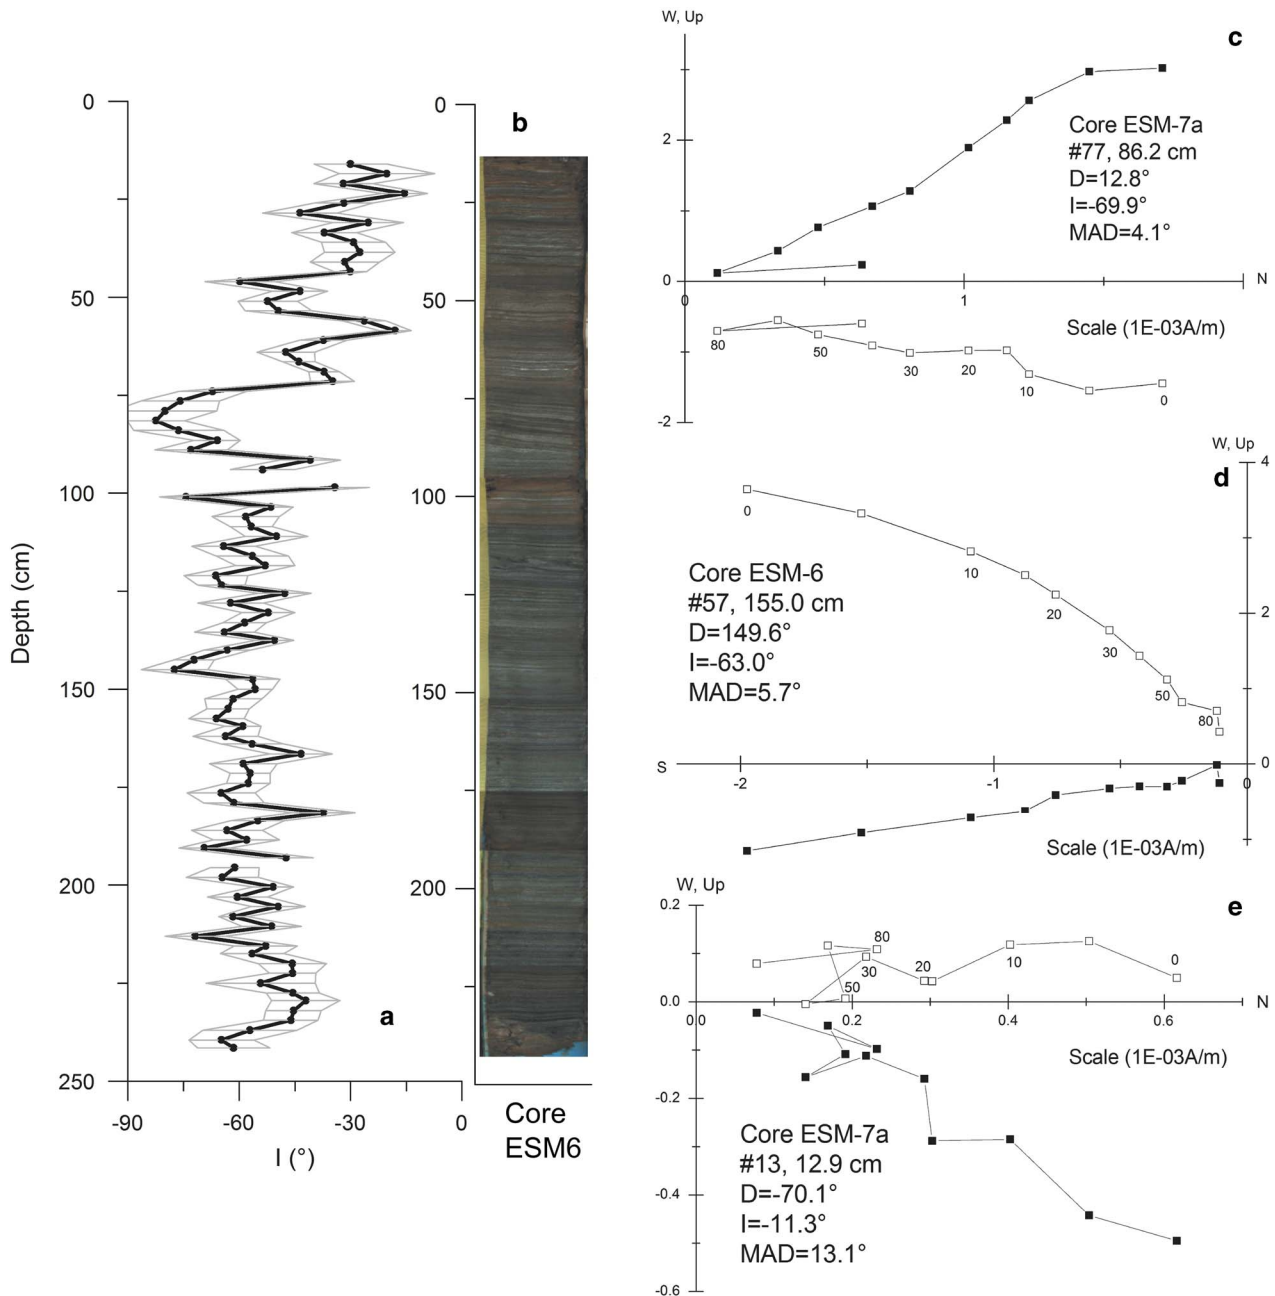 0
50
100
150
200
250
Depth (cm)
-90
-60
-30
0
I (°)
a
0
50
100
150
200
b
Core
ESM6
W, Up
c
2
0
-2
0
1
N
Core ESM-7a
#77, 86.2 cm
D=12.8°
I=-69.9°
MAD=4.1°
Scale (1E-03A/m)
80
50
30
20
10
0
W, Up
d
4
2
0
0
10
20
30
50
80
Core ESM-6
#57, 155.0 cm
D=149.6°
I=-63.0°
MAD=5.7°
S
-2
-1
0
Scale (1E-03A/m)
W, Up
e
0.2
0.0
-0.2
-0.4
-0.6
80
30
50
20
10
0
0.0
0.2
0.4
0.6
N
Scale (1E-03A/m)
Core ESM-7a
#13, 12.9 cm
D=-70.1°
I=-11.3°
MAD=13.1°